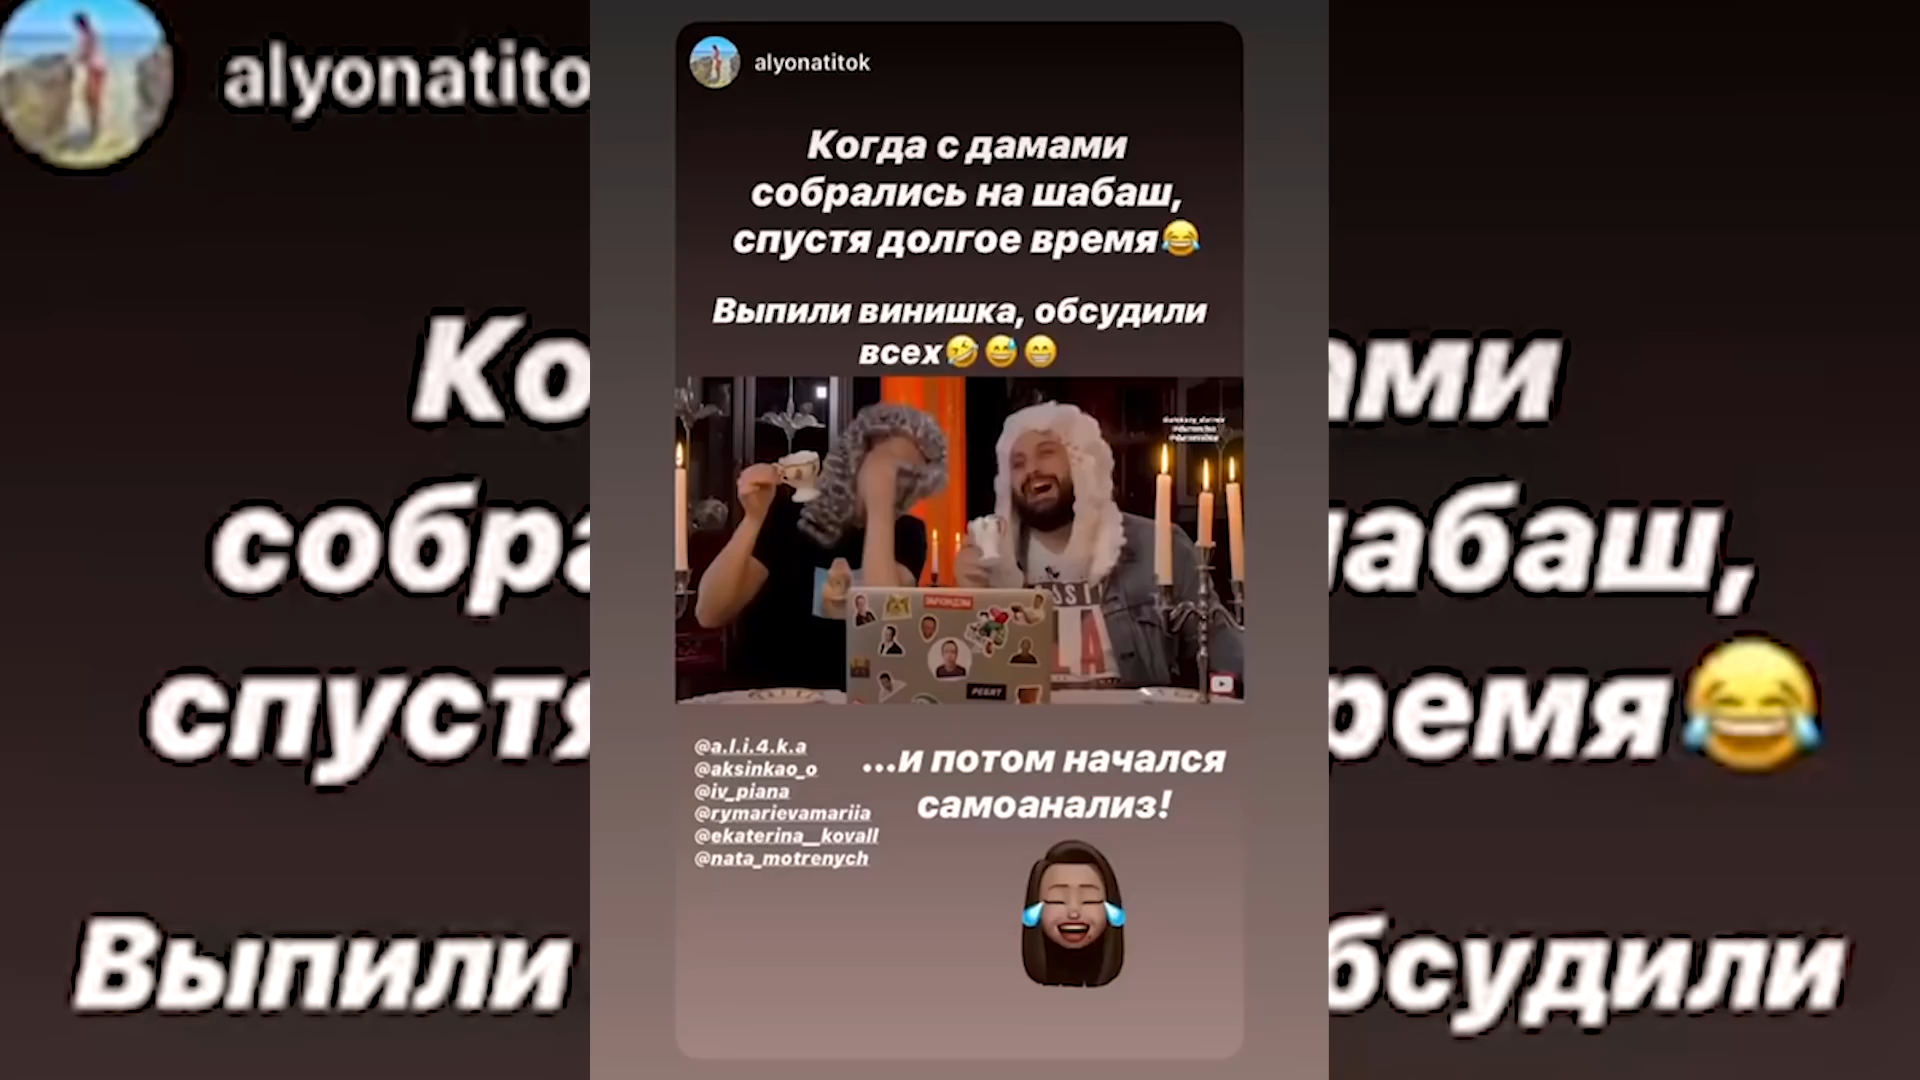 alyonatitok
Когда с дамами
собрались на шабаш,
спустя долгое время😂
Выпили винишка, обсудили
всех🤣😅😁
РЕБЯТ
@a.l.i.4.k.a
@aksinkao_o
@iv_piana
@rymarievamariia
@ekaterina__kovall
@nata_motrenych
...и потом начался
самоанализ!